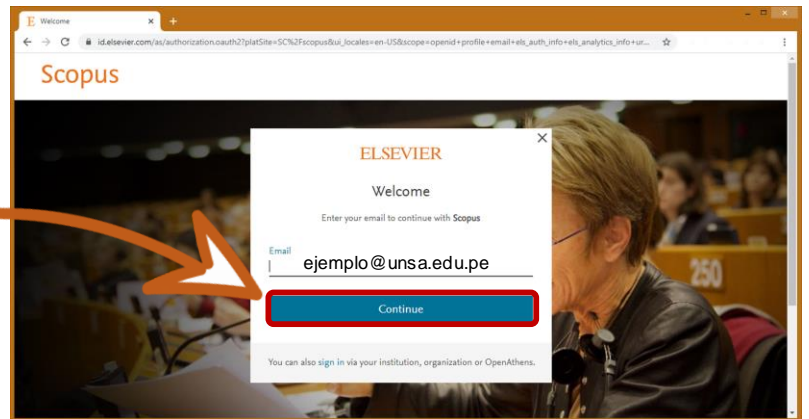 E Welcome
id.elsevier.com/as/authorization.oauth2?platSite=SC%2Fscopus&ui_locales=en-US&scope=openid+profile+email+els_auth_info+els_analytics_info+ur...
Scopus
ELSEVIER
Welcome
Enter your email to continue with Scopus
Email
ejemplo@unsa.edu.pe
Continue
250
You can also sign in via your institution, organization or OpenAthens.